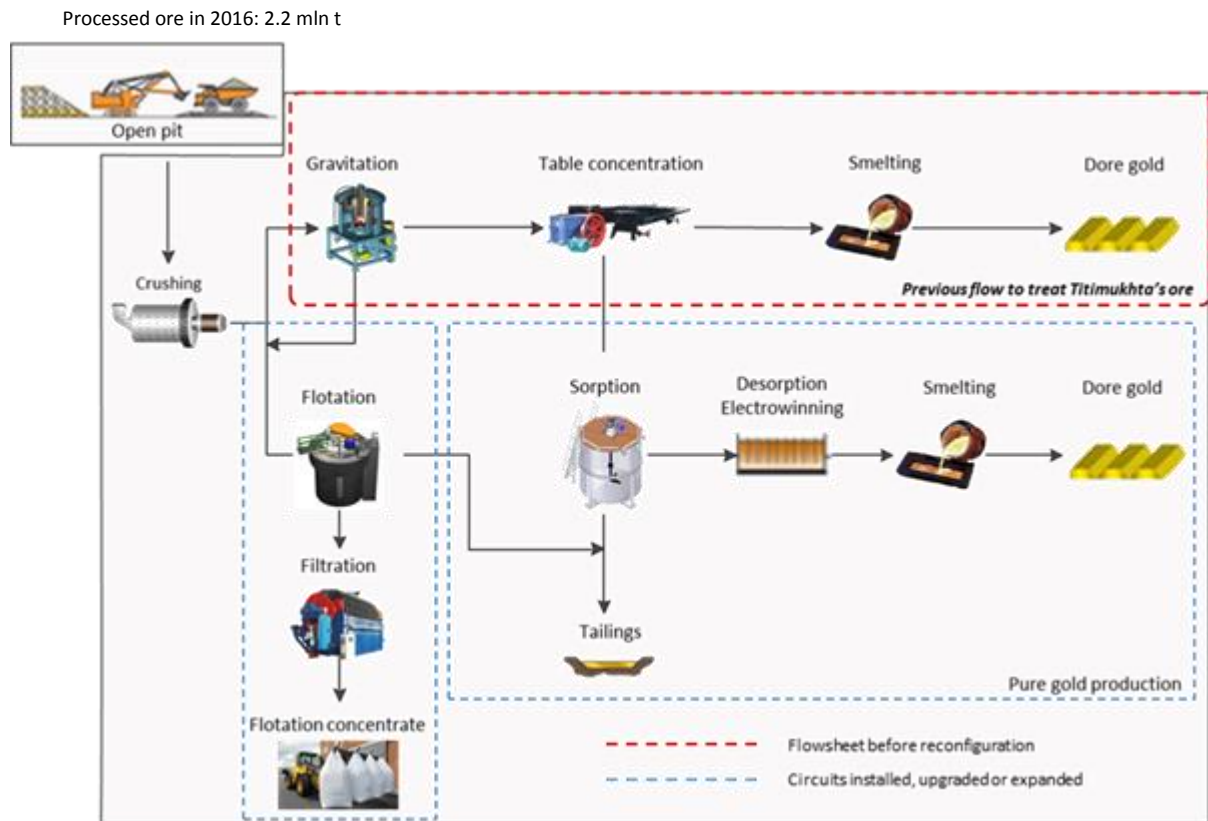 Processed ore in 2016: 2.2 mln t
Open pit
Gravitation
Table concentration
Smelting
Dore gold
Crushing
Previous flow to treat Titimukhta's ore
Flotation
Sorption
Desorption
Electrowinning
Smelting
Dore gold
Filtration
Tailings
Pure gold production
Flotation concentrate
Flowsheet before reconfiguration
Circuits installed, upgraded or expanded